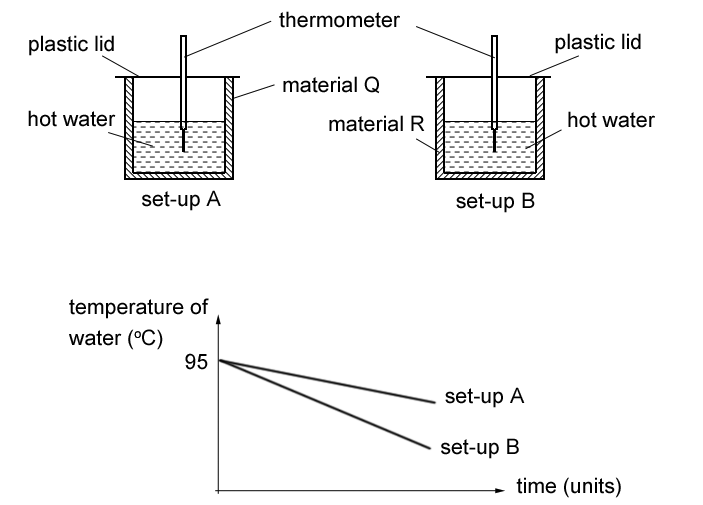 thermometer
plastic lid
plastic lid
material Q
hot water
material R
hot water
set-up A
set-up B
temperature of
water (°C)
95
set-up A
set-up B
time (units)